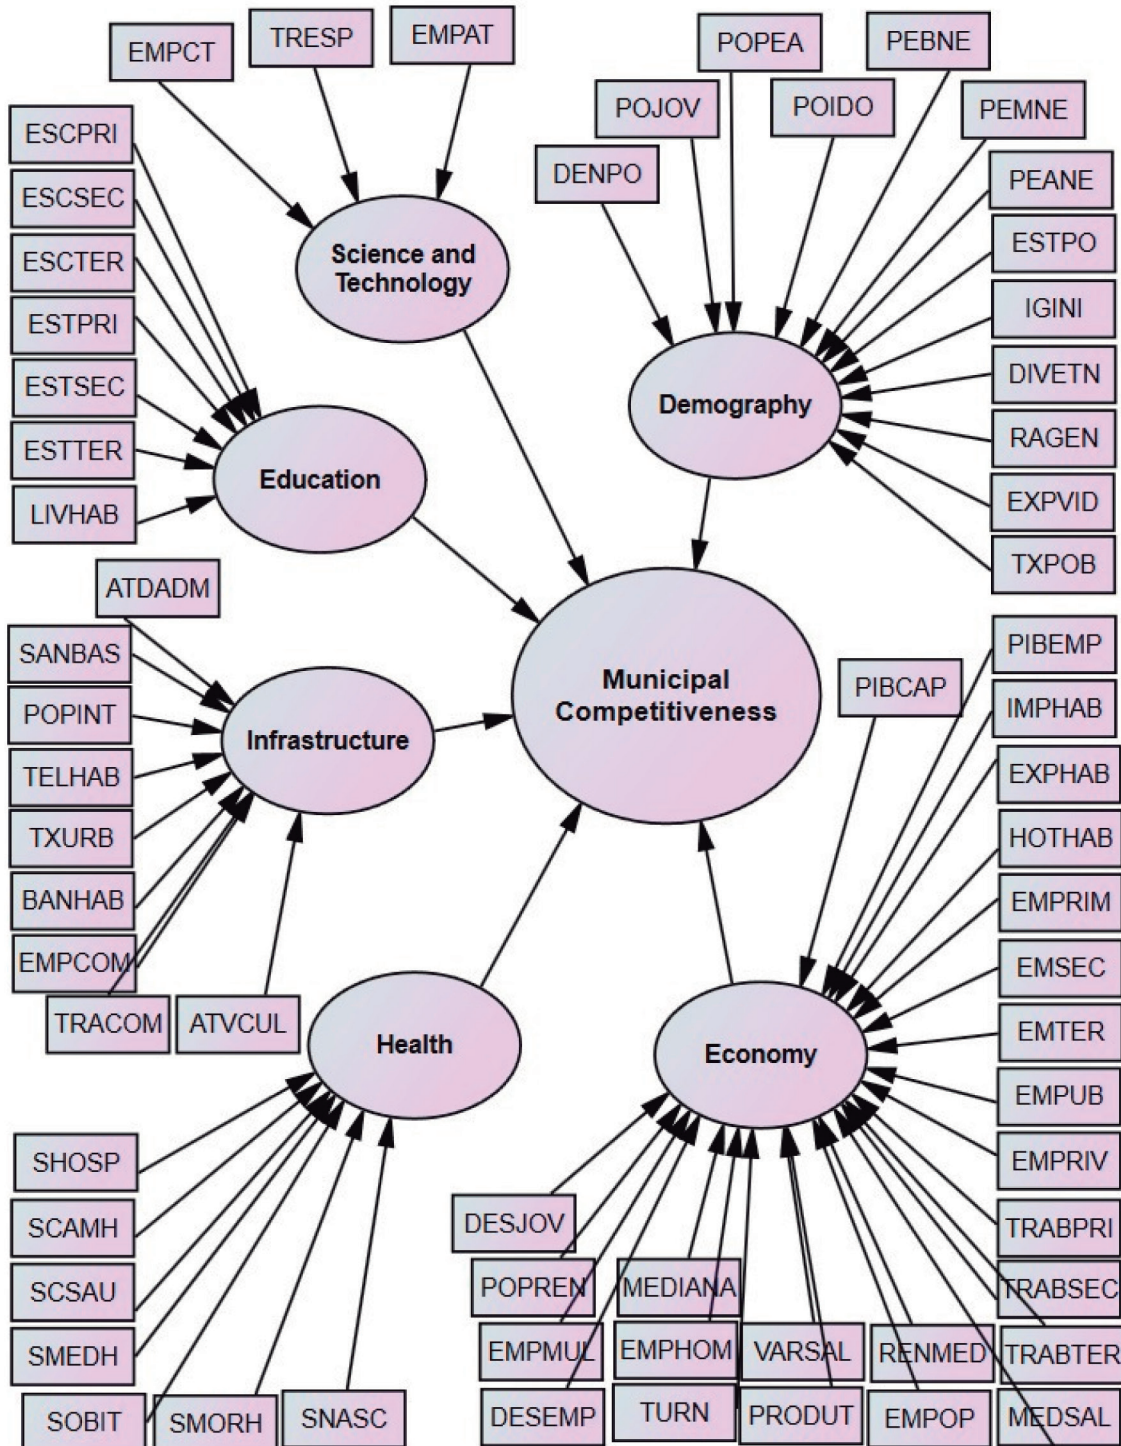 EMPCT
TRESP
EMPAT
POPEA
PEBNE
POJOV
POIDO
PEMNE
DENPO
PEANE
ESTPO
IGINI
DIVETN
RAGEN
EXPVID
TXPOB
ESCPRI
ESCSEC
ESCTER
ESTPRI
ESTSEC
ESTTER
LIVHAB
Science and
Technology
Demography
Education
ATDADM
SANBAS
POPINT
TELHAB
TXURB
BANHAB
EMPCOM
TRACOM
ATVCUL
Infrastructure
Municipal
Competitiveness
PIBCAP
PIBEMP
IMPHAB
EXPHAB
HOTHAB
EMPRIM
EMSEC
EMTER
EMPUB
EMPRIV
TRABPRI
TRABSEC
TRABTER
MEDSAL
Health
Economy
SHOSP
SCAMH
SCSAU
SMEDH
SOBIT
SMORH
SNASC
DESJOV
POPREN
MEDIANA
EMPMUL
EMPHOM
VARSAL
RENMED
DESEMP
TURN
PRODUT
EMPOP